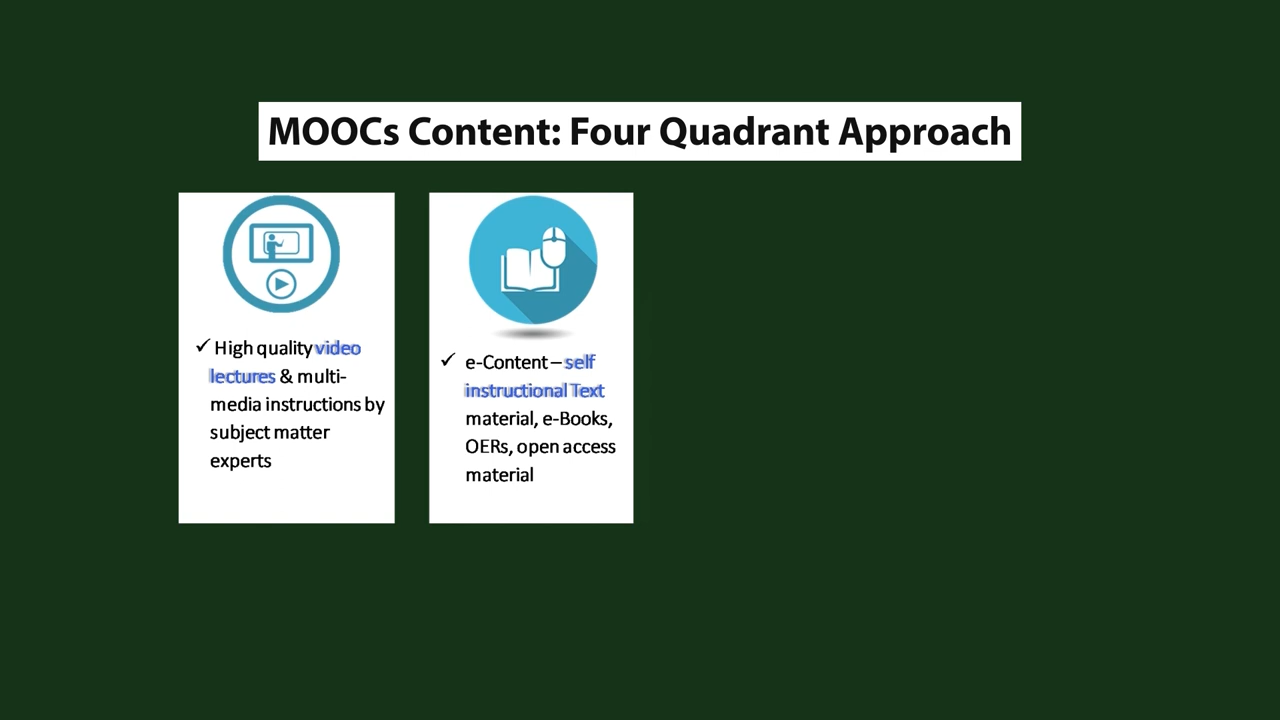 MOOCs Content: Four Quadrant Approach
✓ High quality video
lectures & multi-
media instructions by
subject matter
experts
✓ e-Content – self
instructional Text
material, e-Books,
OERs, open access
material